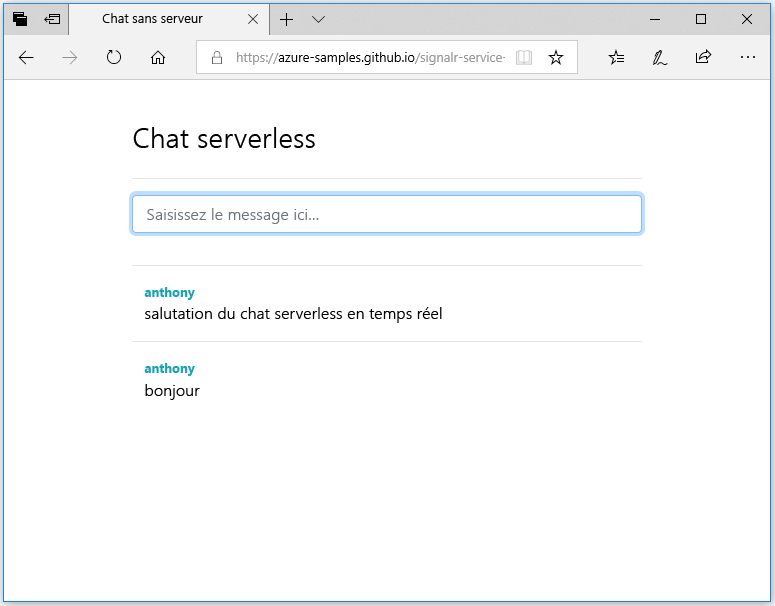 Chat sans serveur
https://azure-samples.github.io/signalr-service-
Chat serverless
Saisissez le message ici...
anthony
salutation du chat serverless en temps réel
anthony
bonjour